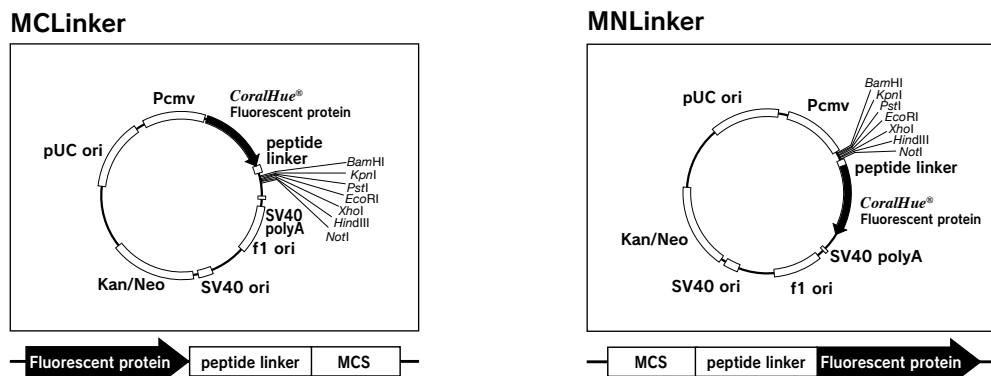 MCLinker
Pcmv
CoralHue®
Fluorescent protein
pUC ori
peptide
linker
BamHI
KpnI
PstI
EcoRI
XhoI
HindIII
NotI
SV40
polyA
f1 ori
Kan/Neo
SV40 ori
Fluorescent protein
peptide linker
MCS
MNLinker
pUC ori
Pcmv
BamHI
KpnI
PstI
EcoRI
XhoI
HindIII
NotI
peptide linker
CoralHue®
Fluorescent protein
Kan/Neo
SV40 polyA
SV40 ori
f1 ori
MCS
peptide linker
Fluorescent protein